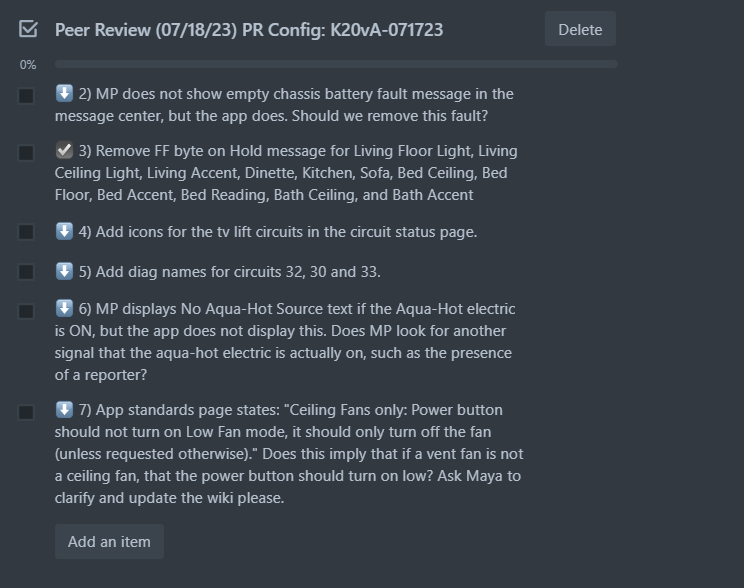 Peer Review (07/18/23) PR Config: K20vA-071723
Delete
0%
⬇️ 2) MP does not show empty chassis battery fault message in the
message center, but the app does. Should we remove this fault?
✔️ 3) Remove FF byte on Hold message for Living Floor Light, Living
Ceiling Light, Living Accent, Dinette, Kitchen, Sofa, Bed Ceiling, Bed
Floor, Bed Accent, Bed Reading, Bath Ceiling, and Bath Accent
⬇️ 4) Add icons for the tv lift circuits in the circuit status page.
⬇️ 5) Add diag names for circuits 32, 30 and 33.
⬇️ 6) MP displays No Aqua-Hot Source text if the Aqua-Hot electric
is ON, but the app does not display this. Does MP look for another
signal that the aqua-hot electric is actually on, such as the presence
of a reporter?
⬇️ 7) App standards page states: "Ceiling Fans only: Power button
should not turn on Low Fan mode, it should only turn off the fan
(unless requested otherwise)." Does this imply that if a vent fan is not
a ceiling fan, that the power button should turn on low? Ask Maya to
clarify and update the wiki please.
Add an item